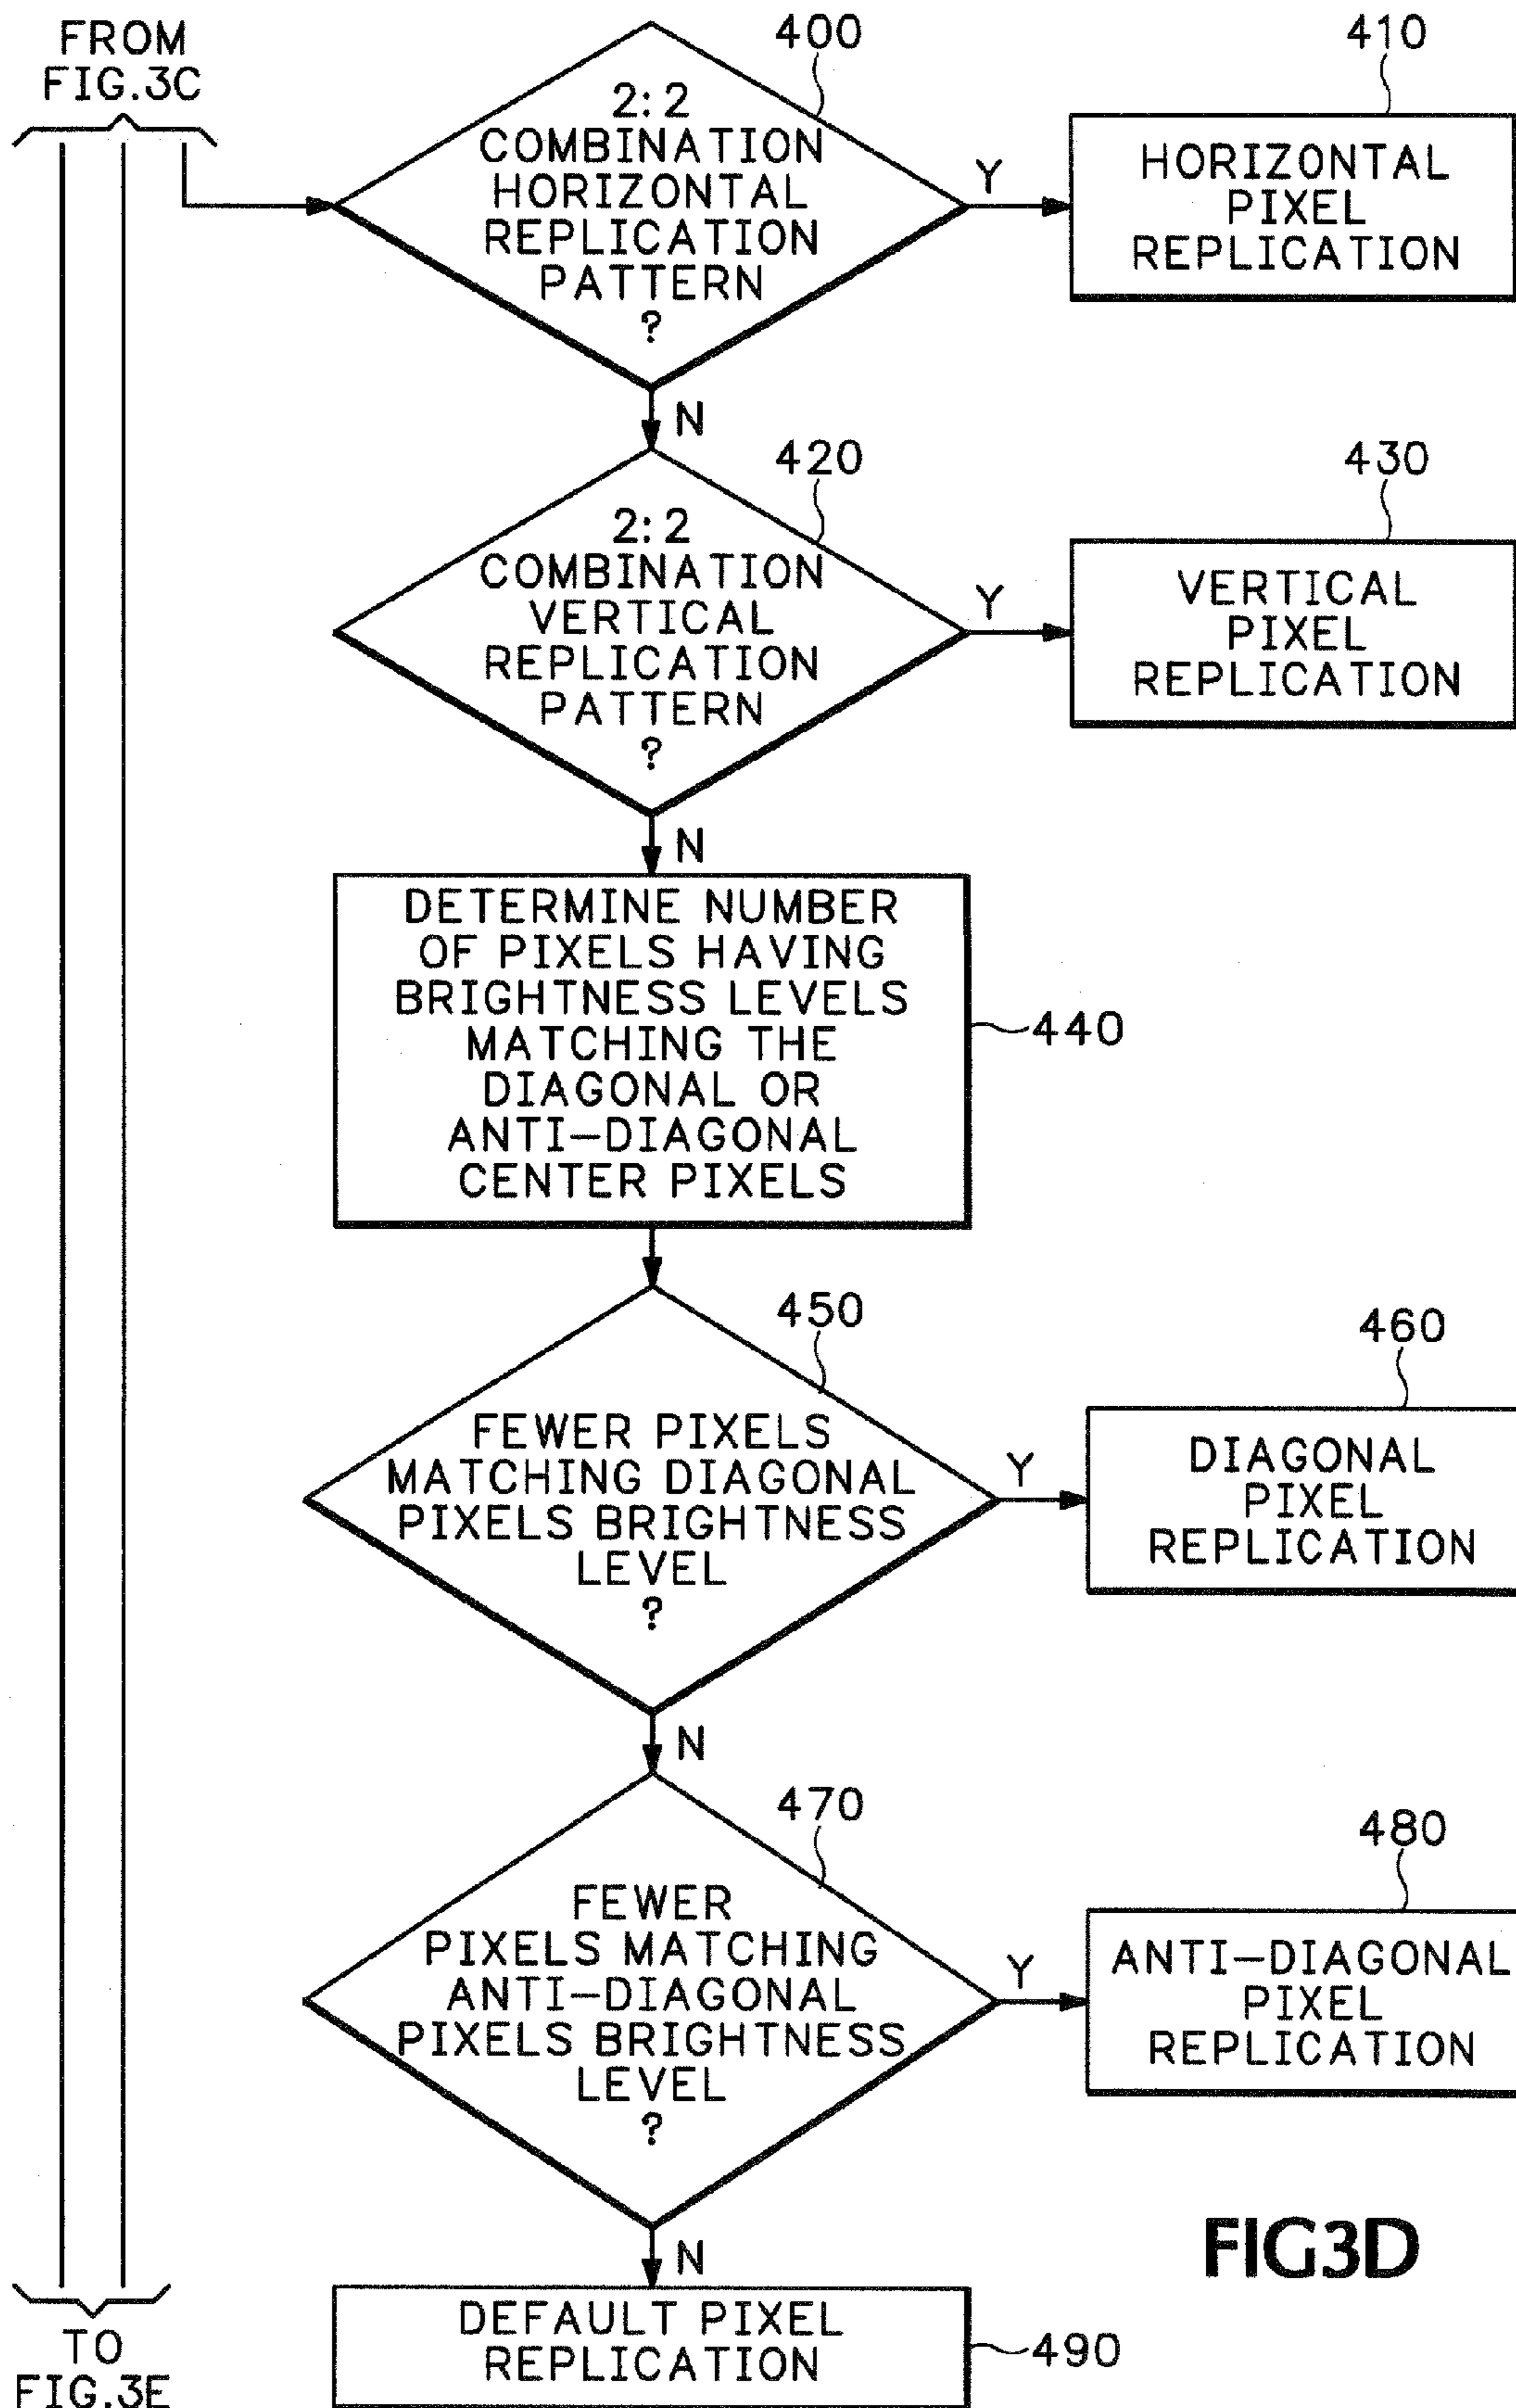 FROM
FIG.3C
400
2:2
COMBINATION
HORIZONTAL
REPLICATION
PATTERN
?
Y
410
HORIZONTAL
PIXEL
REPLICATION
N
420
2:2
COMBINATION
VERTICAL
REPLICATION
PATTERN
?
Y
430
VERTICAL
PIXEL
REPLICATION
N
DETERMINE NUMBER
OF PIXELS HAVING
BRIGHTNESS LEVELS
MATCHING THE
DIAGONAL OR
ANTI-DIAGONAL
CENTER PIXELS
440
450
FEWER PIXELS
MATCHING DIAGONAL
PIXELS BRIGHTNESS
LEVEL
?
Y
460
DIAGONAL
PIXEL
REPLICATION
N
470
FEWER
PIXELS MATCHING
ANTI-DIAGONAL
PIXELS BRIGHTNESS
LEVEL
?
Y
480
ANTI-DIAGONAL
PIXEL
REPLICATION
N
DEFAULT PIXEL
REPLICATION
490
TO
FIG.3E
FIG3D